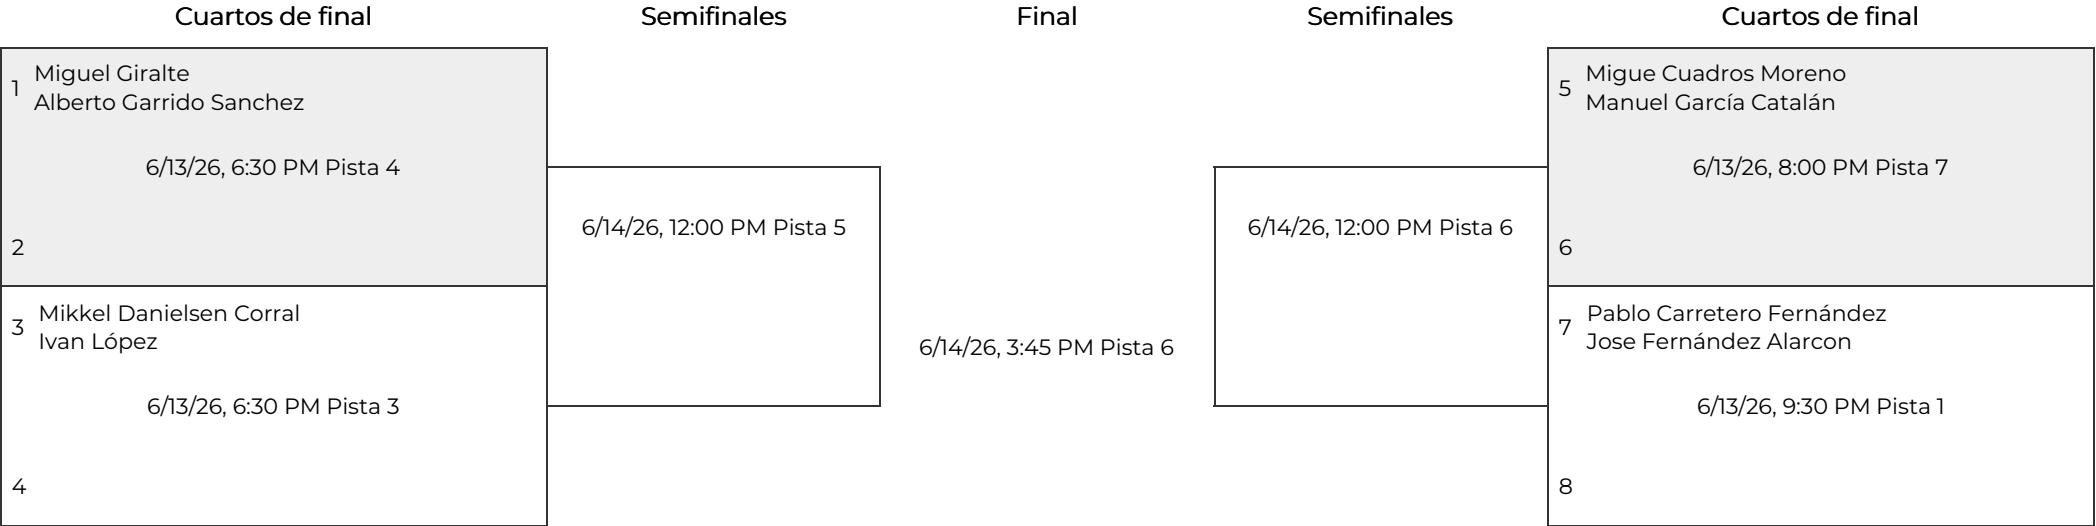 Cuartos de final
Semifinales
Final
Semifinales
Cuartos de final
1
Miguel Giralte
Alberto Garrido Sanchez
6/13/26, 6:30 PM Pista 4
2
3
Mikkel Danielsen Corral
Ivan López
6/13/26, 6:30 PM Pista 3
4
6/14/26, 12:00 PM Pista 5
6/14/26, 3:45 PM Pista 6
6/14/26, 12:00 PM Pista 6
5
Migue Cuadros Moreno
Manuel García Catalán
6/13/26, 8:00 PM Pista 7
6
7
Pablo Carretero Fernández
Jose Fernández Alarcon
6/13/26, 9:30 PM Pista 1
8